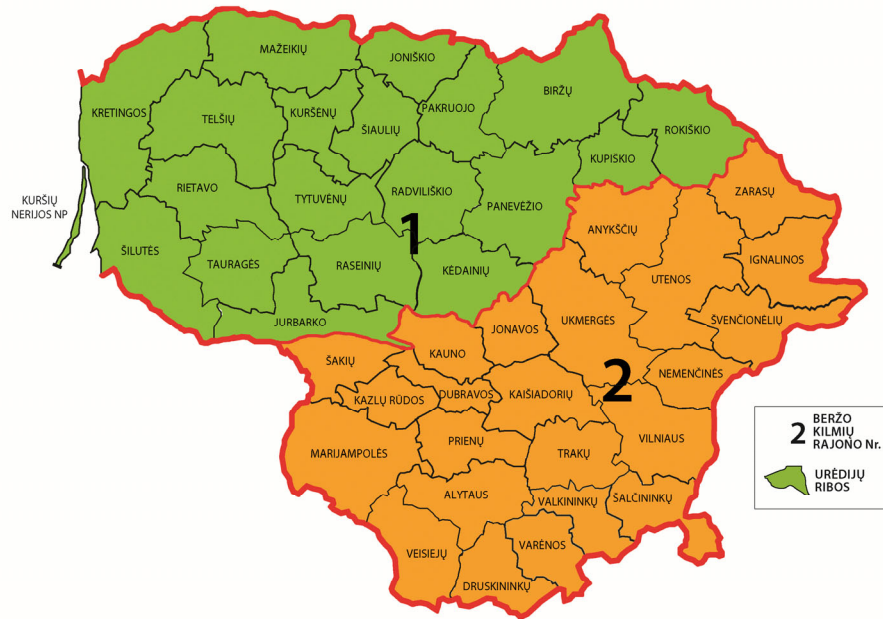 MAŽEIKIŲ
JONIŠKIO
BIRŽŲ
KRETINGOS
TELŠIŲ
KURŠĖNŲ
ŠIAULIŲ
PAKRUOJO
ROKIŠKIO
KUPISKIO
KURŠIŲ
NERIJOS NP
RIETAVO
TYTUVĖNŲ
RADVILIŠKIO
PANEVĖŽIO
ZARASŲ
ANYKŠČIŲ
1
ŠILUTĖS
TAURAGĖS
RASEINIŲ
KĖDAINIŲ
IGNALINOS
UTENOS
JURBARKO
JONAVOS
UKMERGĖS
ŠVENČIONĖLIŲ
ŠAKIŲ
KAUNO
NEMENČINĖS
KAZLŲ RŪDOS
DUBRAVOS
KAIŠIADORIŲ
2
MARIJAMPOLĖS
PRIENŲ
TRAKŲ
VILNIAUS
ALYTAUS
VALKININKŲ
ŠALČININKŲ
VEISIEJŲ
VARĖNOS
DRUSKININKŲ
2 BERŽO
KILMIŲ
RAJONO Nr.
URĖDIJŲ
RIBOS